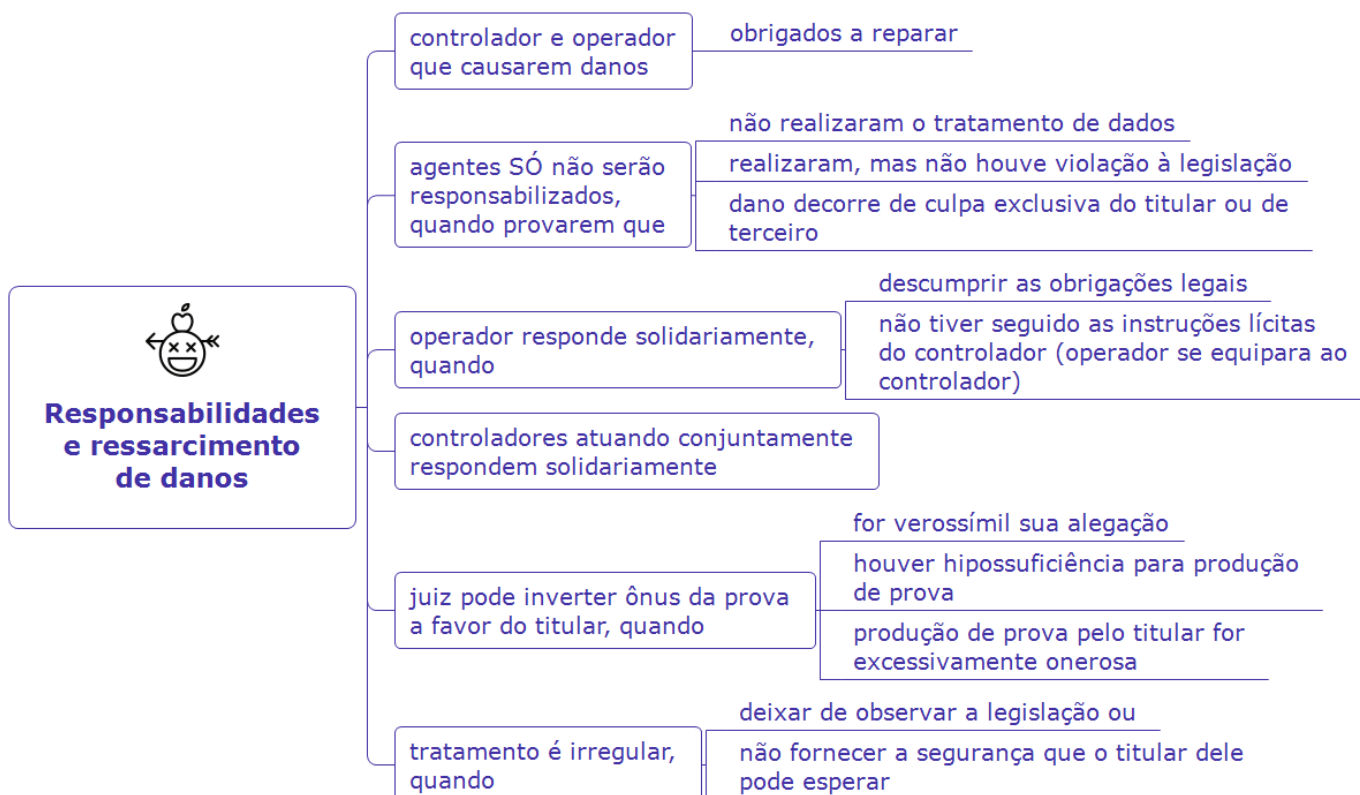 Responsabilidades
e ressarcimento
de danos
controlador e operador
que causarem danos
obrigados a reparar
agentes SÓ não serão
responsabilizados,
quando provarem que
não realizaram o tratamento de dados
realizaram, mas não houve violação à legislação
dano decorre de culpa exclusiva do titular ou de
terceiro
operador responde solidariamente,
quando
descumprir as obrigações legais
não tiver seguido as instruções lícitas
do controlador (operador se equipara ao
controlador)
controladores atuando conjuntamente
respondem solidariamente
juiz pode inverter ônus da prova
a favor do titular, quando
for verossímil sua alegação
houver hipossuficiência para produção
de prova
produção de prova pelo titular for
excessivamente onerosa
tratamento é irregular,
quando
deixar de observar a legislação ou
não fornecer a segurança que o titular dele
pode esperar